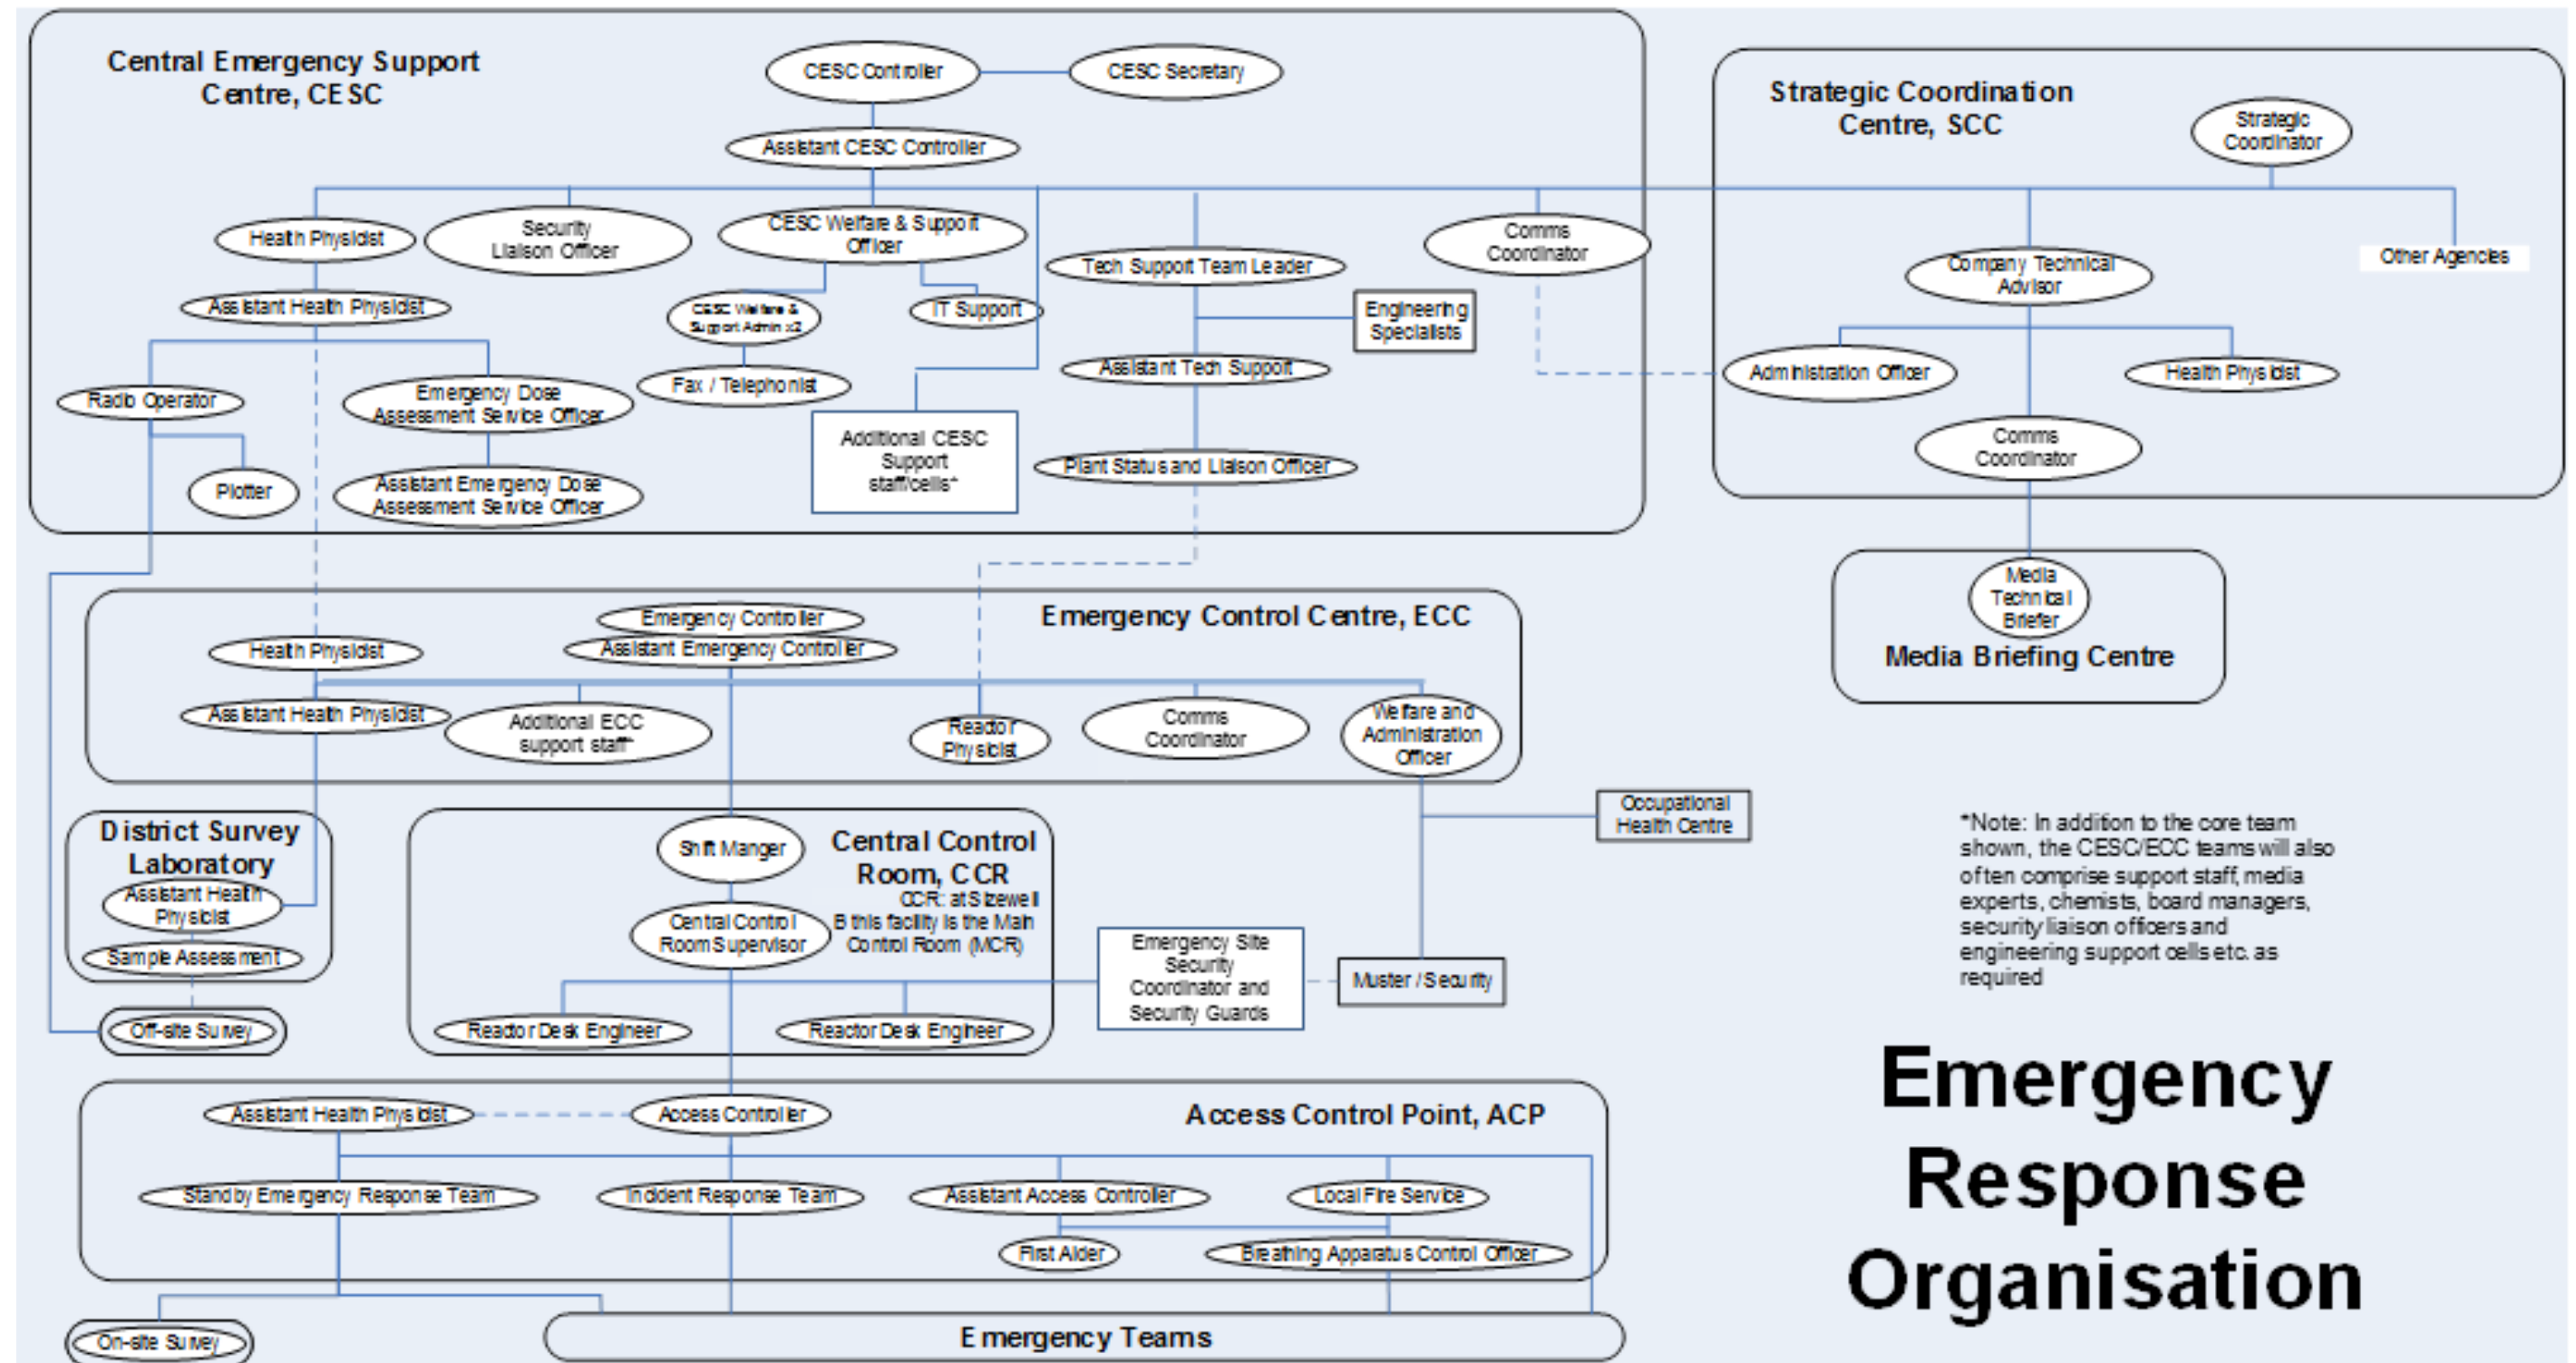 Central Emergency Support
Centre, CESC
CESC Controller
CESC Secretary
Assistant CESC Controller
Health Physicist
Security
Liaison Officer
CESC Welfare & Support
Officer
Tech Support Team Leader
Comms
Coordinator
Assistant Health Physicist
CESC Welfare &
Support Admin x2
IT Support
Engineering
Specialists
Radio Operator
Emergency Dose
Assessment Service Officer
Fax / Telephonist
Assistant Tech Support
Additional CESC
Support
staff/cells*
Plotter
Assistant Emergency Dose
Assessment Service Officer
Plant Status and Liaison Officer
Strategic Coordination
Centre, SCC
Strategic
Coordinator
Company Technical
Advisor
Other Agencies
Administration Officer
Health Physicist
Comms
Coordinator
Media
Technical
Briefer
Media Briefing Centre
Emergency Control Centre, ECC
Emergency Controller
Assistant Emergency Controller
Health Physicist
Assistant Health Physicist
Additional ECC
support staff*
Reactor
Physicist
Comms
Coordinator
Welfare and
Administration
Officer
District Survey
Laboratory
Assistant Health
Physicist
Sample Assessment
Off-site Survey
Shift Manger
Central Control
Room, CCR
CCR: at Sizewell
B this facility is the Main
Control Room (MCR)
Central Control
Room Supervisor
Reactor Desk Engineer
Reactor Desk Engineer
Emergency Site
Security
Coordinator and
Security Guards
Muster / Security
Occupational
Health Centre
*Note: In addition to the core team
shown, the CESC/ECC teams will also
often comprise support staff, media
experts, chemists, board managers,
security liaison officers and
engineering support cells etc. as
required
Access Control Point, ACP
Assistant Health Physicist
Access Controller
Standby Emergency Response Team
Incident Response Team
Assistant Access Controller
Local Fire Service
First Aider
Breathing Apparatus Control Officer
On-site Survey
Emergency Teams
Emergency
Response
Organisation